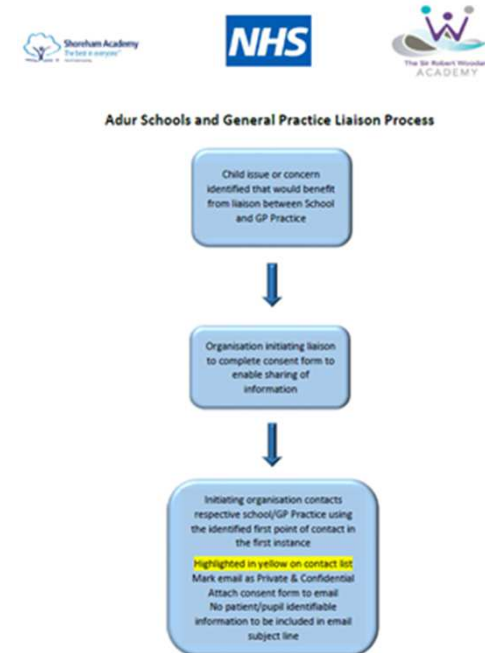 Shoreham Academy
The best in everyone™
NHS
The Sir Robert Woodard
ACADEMY
Adur Schools and General Practice Liaison Process
Child issue or concern
identified that would benefit
from liaison between School
and GP Practice
Organisation initiating liaison
to complete consent form to
enable sharing of
information
Initiating organisation contacts
respective school/GP Practice using
the identified first point of contact in
the first instance
Highlighted in yellow on contact list
Mark email as Private & Confidential
Attach consent form to email
No patient/pupil identifiable
information to be included in email
subject line